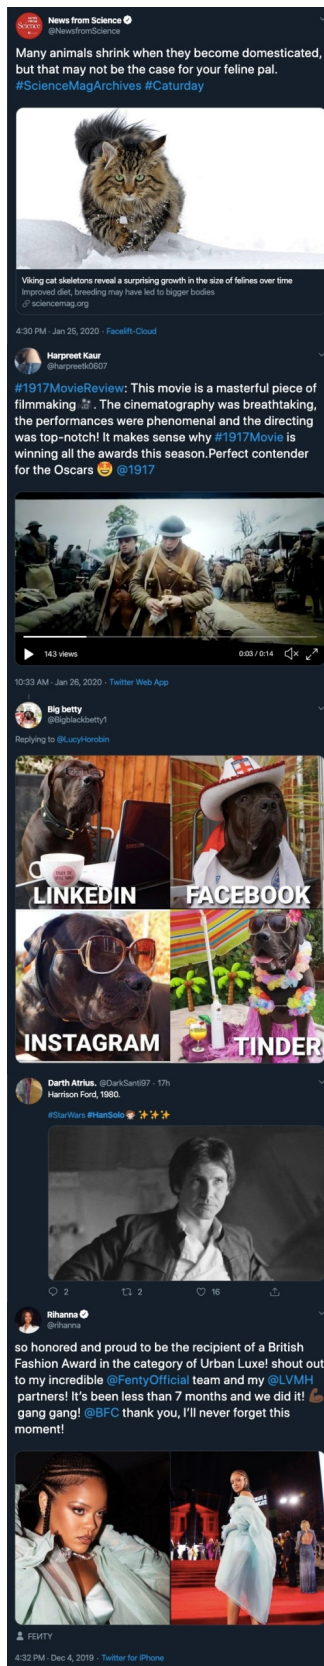 News from Science
@NewsfromScience
Many animals shrink when they become domesticated,
but that may not be the case for your feline pal.
#ScienceMagArchives #Caturday
Viking cat skeletons reveal a surprising growth in the size of felines over time
Improved diet, breeding may have led to bigger bodies
sciencemag.org
4:30 PM · Jan 25, 2020 · Facelift-Cloud
Harpreet Kaur
@harpreetk0607
#1917MovieReview: This movie is a masterful piece of
filmmaking 🎥 . The cinematography was breathtaking,
the performances were phenomenal and the directing
was top-notch! It makes sense why #1917Movie is
winning all the awards this season.Perfect contender
for the Oscars 🤩 @1917
143 views
0:03 / 0:14
10:33 AM · Jan 26, 2020 · Twitter Web App
Big betty
@Bigblackbetty1
Replying to @LucyHorobin
LINKEDIN
FACEBOOK
INSTAGRAM
TINDER
Darth Atrius. @DarkSanti97 · 17h
Harrison Ford, 1980.
#StarWars #HanSolo ✨✨✨
2
2
16
Rihanna
@rihanna
so honored and proud to be the recipient of a British
Fashion Award in the category of Urban Luxe! shout out
to my incredible @FentyOfficial team and my @LVMH
partners! It's been less than 7 months and we did it! 💪🏾
gang gang! @BFC thank you, I'll never forget this
moment!
FEИTY
4:32 PM · Dec 4, 2019 · Twitter for iPhone